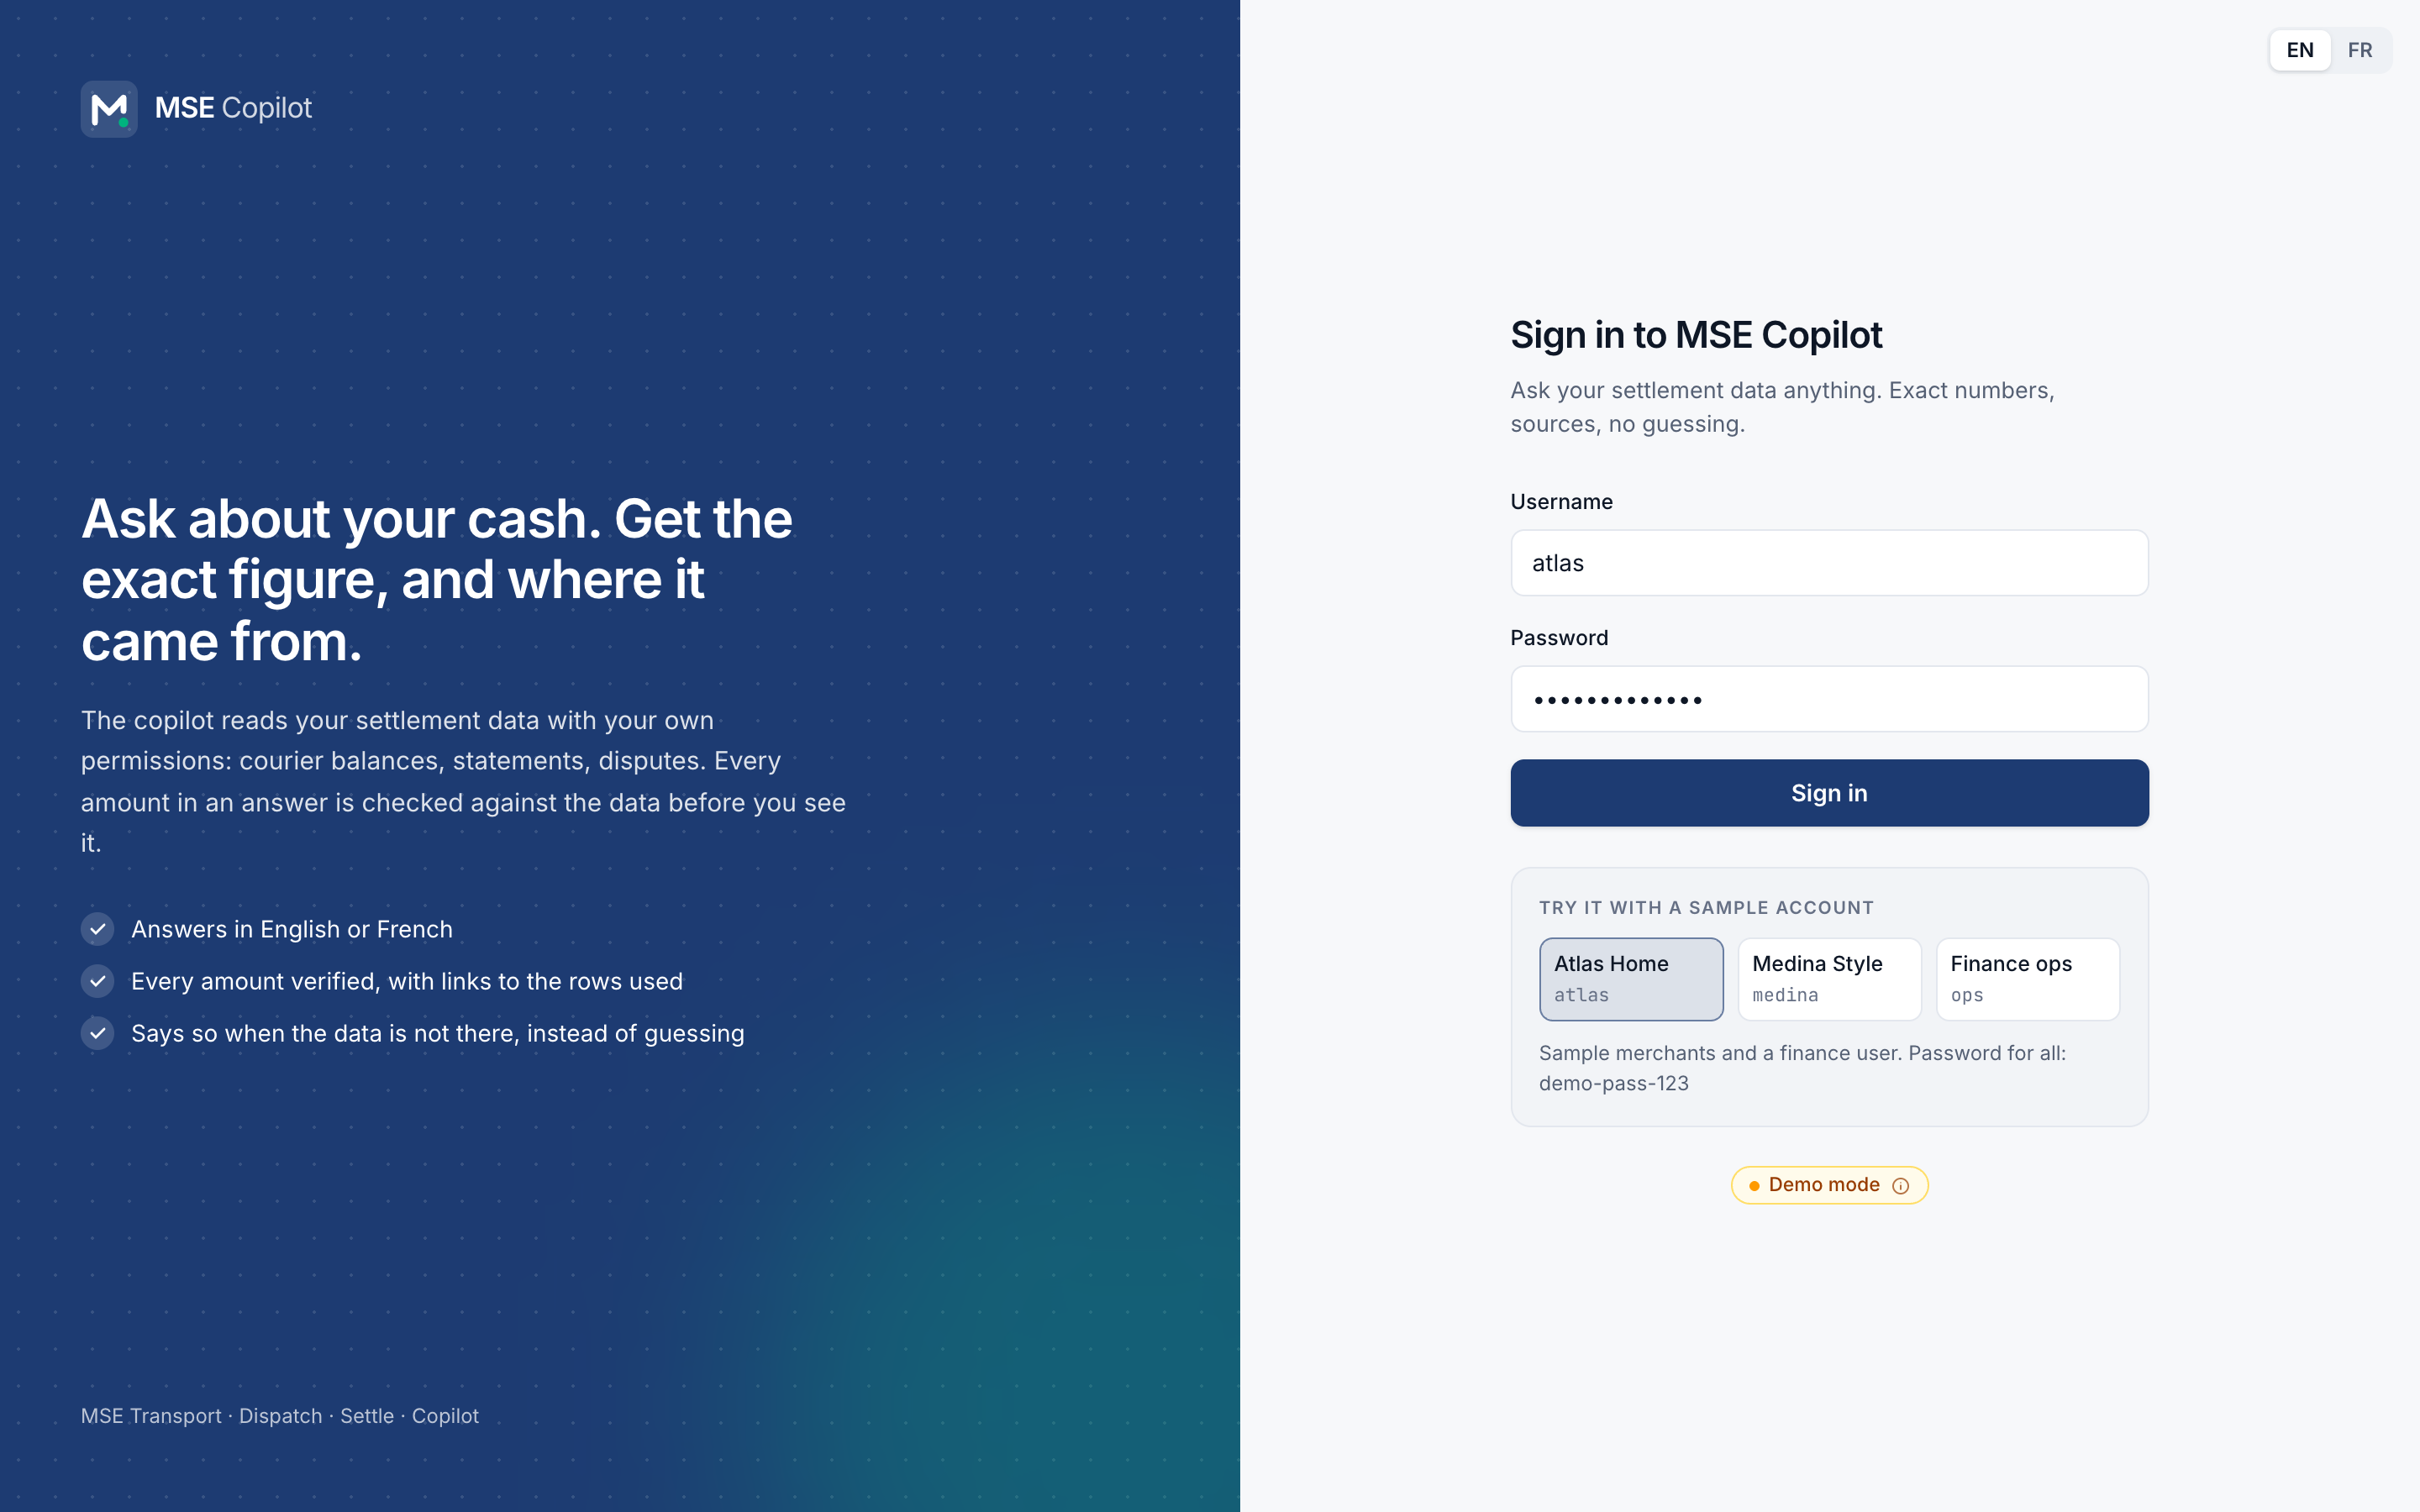 MSE Copilot
Ask about your cash. Get the
exact figure, and where it
came from.
The copilot reads your settlement data with your own
permissions: courier balances, statements, disputes. Every
amount in an answer is checked against the data before you see
it.
Answers in English or French
Every amount verified, with links to the rows used
Says so when the data is not there, instead of guessing
MSE Transport · Dispatch · Settle · Copilot
EN FR
Sign in to MSE Copilot
Ask your settlement data anything. Exact numbers,
sources, no guessing.
Username
atlas
Password
•••••••••••••
Sign in
TRY IT WITH A SAMPLE ACCOUNT
Atlas Home
atlas
Medina Style
medina
Finance ops
ops
Sample merchants and a finance user. Password for all:
demo-pass-123
Demo mode